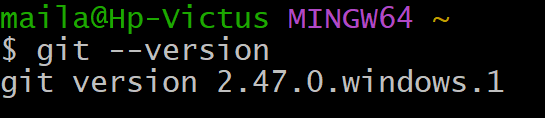 maila@Hp-Victus MINGW64 ~
$ git --version
git version 2.47.0.windows.1